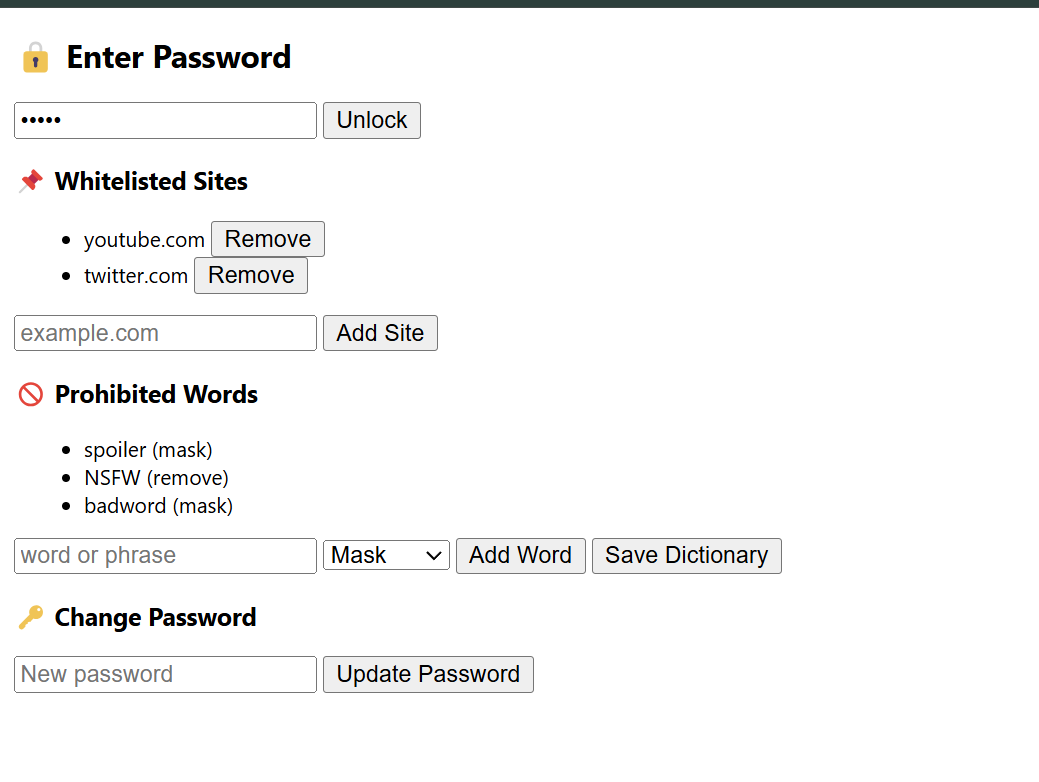 Enter Password
••••• Unlock
Whitelisted Sites
• youtube.com Remove
• twitter.com Remove
example.com Add Site
Prohibited Words
• spoiler (mask)
• NSFW (remove)
• badword (mask)
word or phrase Mask Add Word Save Dictionary
Change Password
New password Update Password